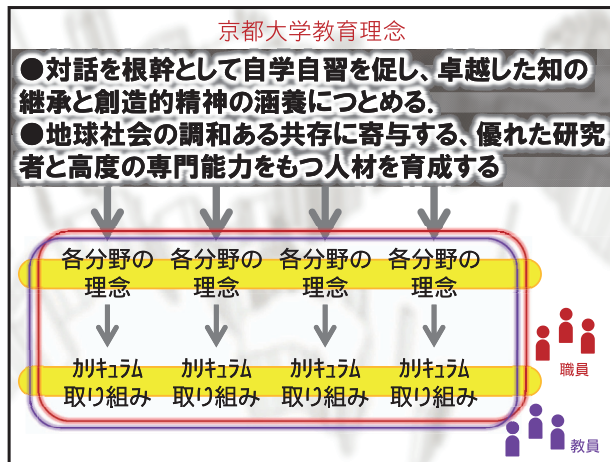 京都大学教育理念
●対話を根幹として自学自習を促し、卓越した知の
継承と創造的精神の涵養につとめる.
●地球社会の調和ある共存に寄与する、優れた研究
者と高度の専門能力をもつ人材を育成する
各分野の 各分野の 各分野の 各分野の
理念 理念 理念 理念
ｶﾘｷｭﾗﾑ ｶﾘｷｭﾗﾑ ｶﾘｷｭﾗﾑ ｶﾘｷｭﾗﾑ
取り組み 取り組み 取り組み 取り組み
職員
教員